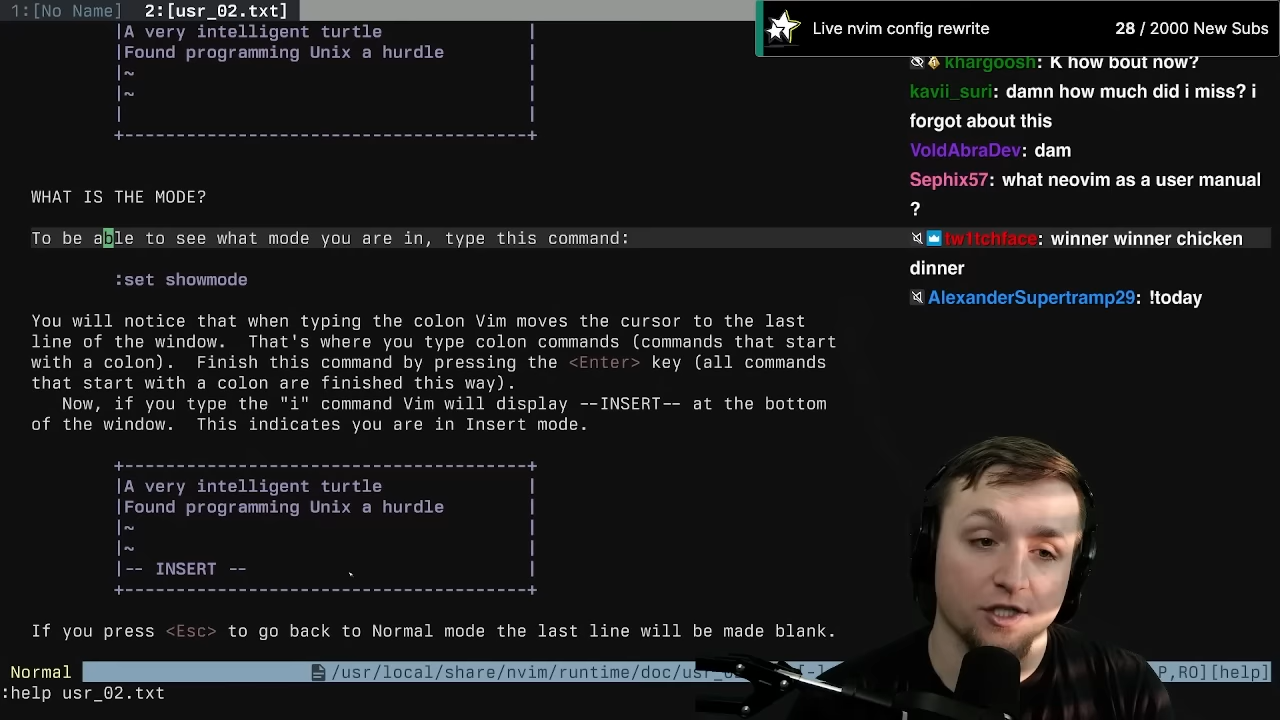 1:[No Name]  2:[usr_02.txt]
|A very intelligent turtle             |
|Found programming Unix a hurdle       |
|~                                     |
|~                                     |
|                                      |
+---------------------------------------+
WHAT IS THE MODE?
To be able to see what mode you are in, type this command:
:set showmode
You will notice that when typing the colon Vim moves the cursor to the last
line of the window.  That's where you type colon commands (commands that start
with a colon).  Finish this command by pressing the <Enter> key (all commands
that start with a colon are finished this way).
Now, if you type the "i" command Vim will display --INSERT-- at the bottom
of the window.  This indicates you are in Insert mode.
+---------------------------------------+
|A very intelligent turtle             |
|Found programming Unix a hurdle       |
|~                                     |
|~                                     |
|-- INSERT --                          |
+---------------------------------------+
If you press <Esc> to go back to Normal mode the last line will be made blank.
Normal /usr/local/share/nvim/runtime/doc/us P,RO][help]
:help usr_02.txt
Live nvim config rewrite 28 / 2000 New Subs
khargoosh: K how bout now?
kavii_suri: damn how much did i miss? i
forgot about this
VoldAbraDev: dam
Sephix57: what neovim as a user manual
?
tw1tchface: winner winner chicken
dinner
AlexanderSupertramp29: !today